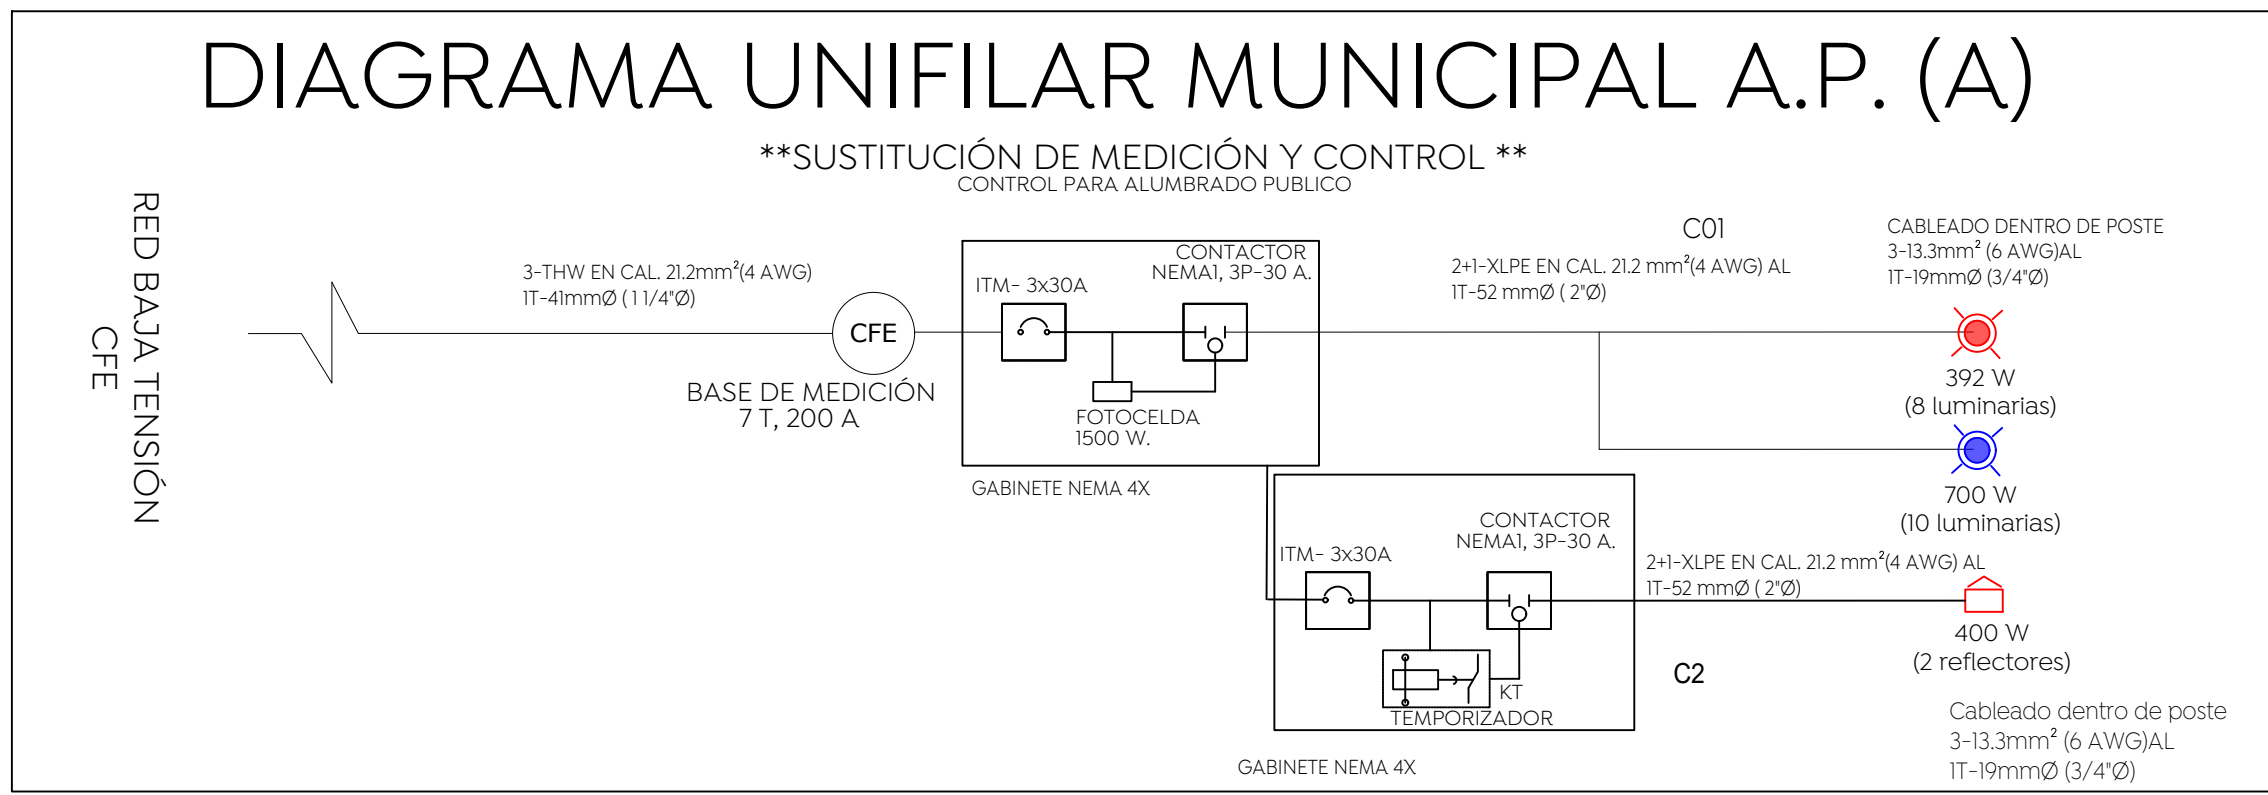 DIAGRAMA UNIFILAR MUNICIPAL A.P. (A)
**SUSTITUCIÓN DE MEDICIÓN Y CONTROL **
CONTROL PARA ALUMBRADO PUBLICO
RED BAJA TENSIÓN
CFE
3-THW EN CAL. 21.2mm²(4 AWG)
1T-41mmØ ( 1 1/4"Ø)
CFE
BASE DE MEDICIÓN
7 T, 200 A
ITM- 3x30A
CONTACTOR
NEMA1, 3P-30 A.
FOTOCELDA
1500 W.
GABINETE NEMA 4X
C01
2+1-XLPE EN CAL. 21.2 mm²(4 AWG) AL
1T-52 mmØ ( 2"Ø)
CABLEADO DENTRO DE POSTE
3-13.3mm² (6 AWG)AL
1T-19mmØ (3/4"Ø)
392 W
(8 luminarias)
700 W
(10 luminarias)
ITM- 3x30A
CONTACTOR
NEMA1, 3P-30 A.
KT
TEMPORIZADOR
GABINETE NEMA 4X
2+1-XLPE EN CAL. 21.2 mm²(4 AWG) AL
1T-52 mmØ ( 2"Ø)
C2
400 W
(2 reflectores)
Cableado dentro de poste
3-13.3mm² (6 AWG)AL
1T-19mmØ (3/4"Ø)